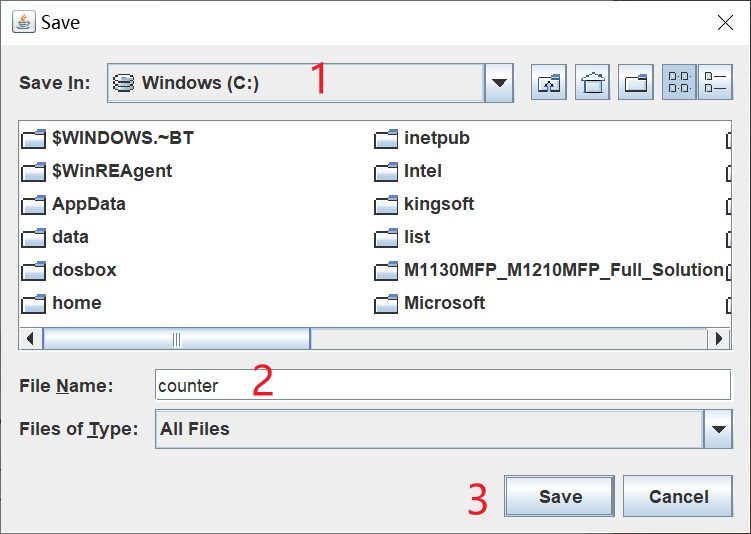 Save
Save In: Windows (C:) 1
$WINDOWS.~BT
$WinREAgent
AppData
data
dosbox
home
inetpub
Intel
kingsoft
list
M1130MFP_M1210MFP_Full_Solution
Microsoft
File Name: counter 2
Files of Type: All Files
3 Save Cancel